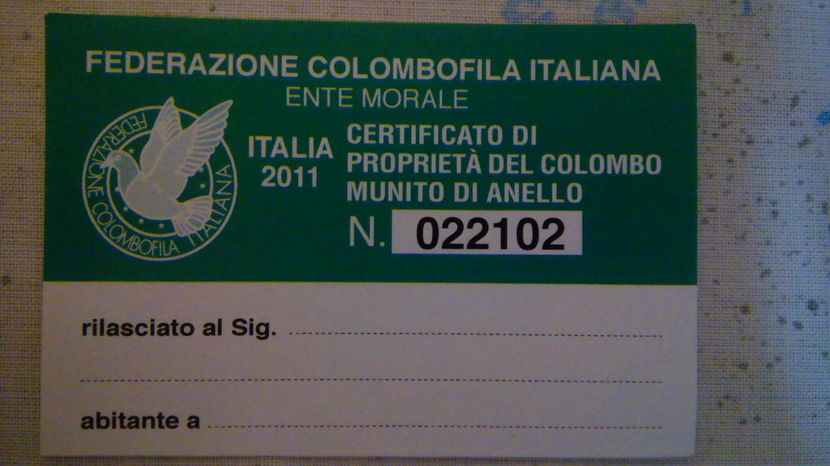 FEDERAZIONE COLOMBOFILA ITALIANA
ENTE MORALE
FEDERAZIONE COLOMBOFILA ITALIANA
ITALIA
2011
CERTIFICATO DI
PROPRIETÀ DEL COLOMBO
MUNITO DI ANELLO
N. 022102
rilasciato al Sig.
abitante a